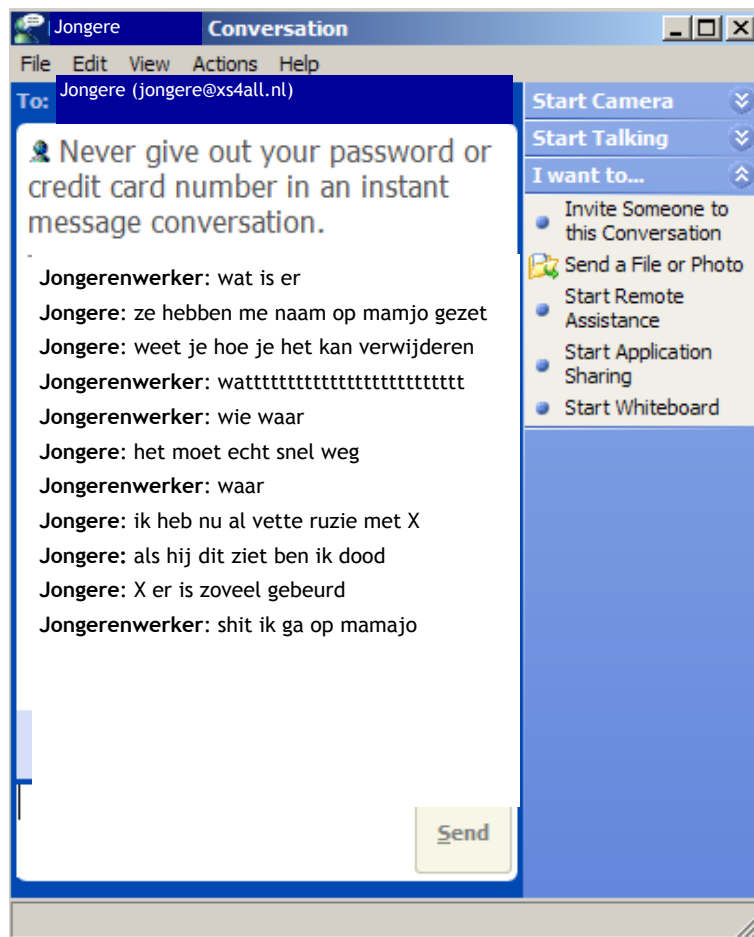 Jongere Conversation
File Edit View Actions Help
To: Jongere (jongere@xs4all.nl)
Never give out your password or
credit card number in an instant
message conversation.
Jongerenwerker: wat is er
Jongere: ze hebben me naam op mamjo gezet
Jongere: weet je hoe je het kan verwijderen
Jongerenwerker: watttttttttttttttttttttttttt
Jongerenwerker: wie waar
Jongere: het moet echt snel weg
Jongerenwerker: waar
Jongere: ik heb nu al vette ruzie met X
Jongere: als hij dit ziet ben ik dood
Jongere: X er is zoveel gebeurd
Jongerenwerker: shit ik ga op mamajo
Send
Start Camera
Start Talking
I want to...
Invite Someone to
this Conversation
Send a File or Photo
Start Remote
Assistance
Start Application
Sharing
Start Whiteboard